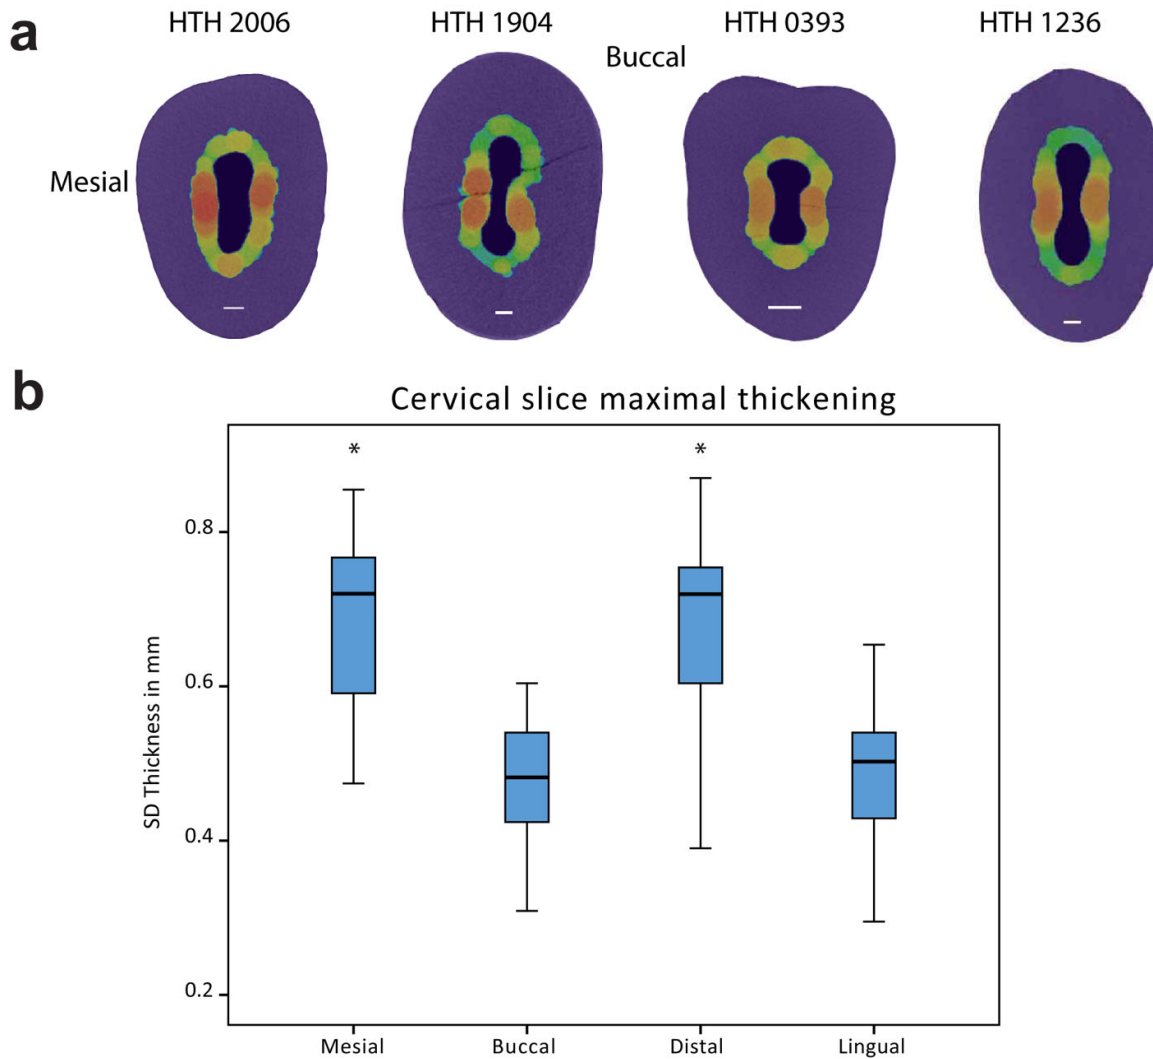 a
HTH 2006
HTH 1904
HTH 0393
HTH 1236
Buccal
Mesial
b
Cervical slice maximal thickening
*
*
0.8
0.6
0.4
0.2
SD Thickness in mm
Mesial
Buccal
Distal
Lingual